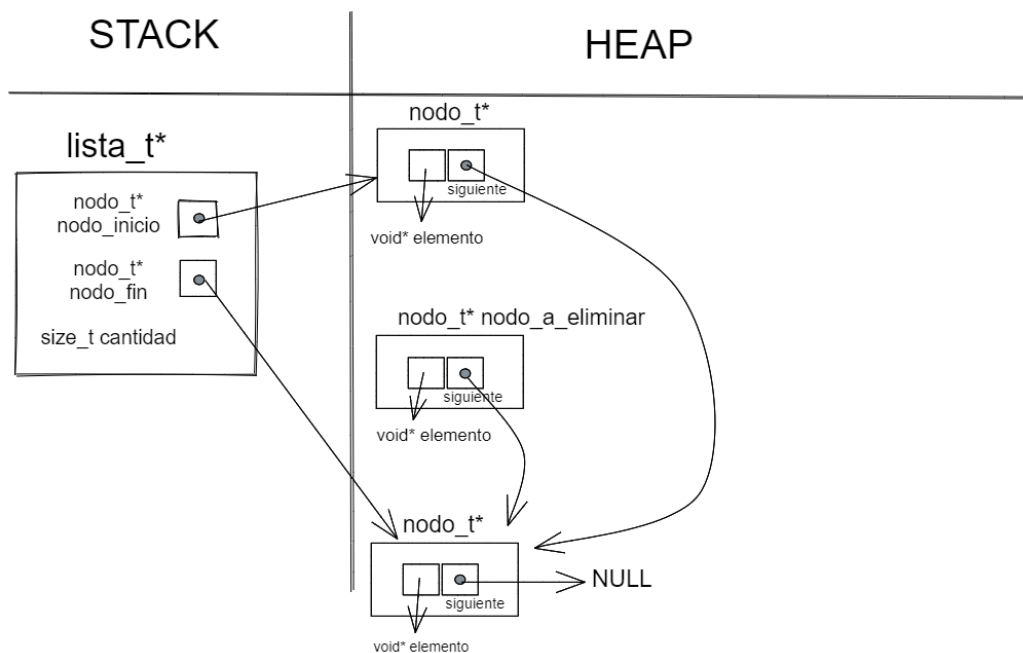 STACK
HEAP
lista_t*
nodo_t*
nodo_inicio
nodo_t*
nodo_fin
size_t cantidad
nodo_t*
siguiente
void* elemento
nodo_t* nodo_a_eliminar
siguiente
void* elemento
nodo_t*
NULL
siguiente
void* elemento